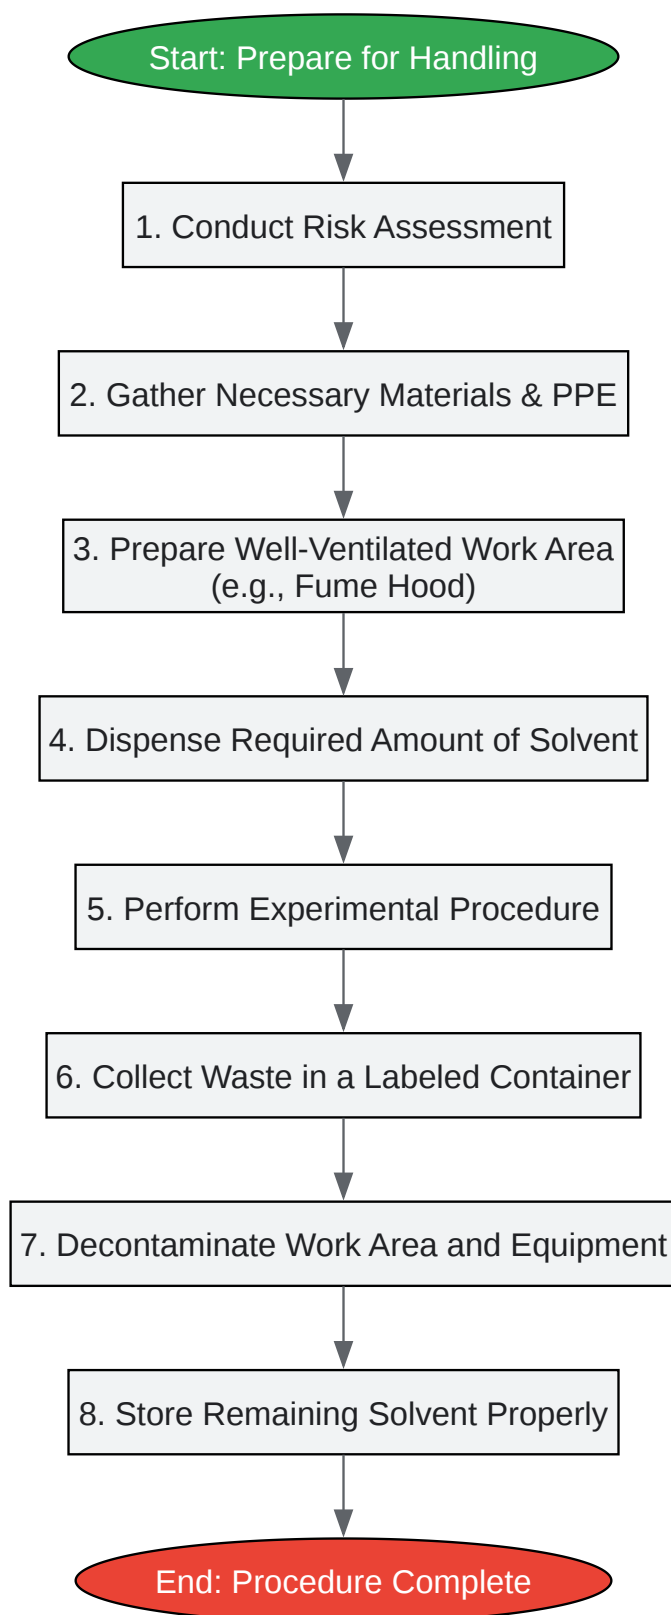 Start: Prepare for Handling
1. Conduct Risk Assessment
2. Gather Necessary Materials & PPE
3. Prepare Well-Ventilated Work Area
(e.g., Fume Hood)
4. Dispense Required Amount of Solvent
5. Perform Experimental Procedure
6. Collect Waste in a Labeled Container
7. Decontaminate Work Area and Equipment
8. Store Remaining Solvent Properly
End: Procedure Complete